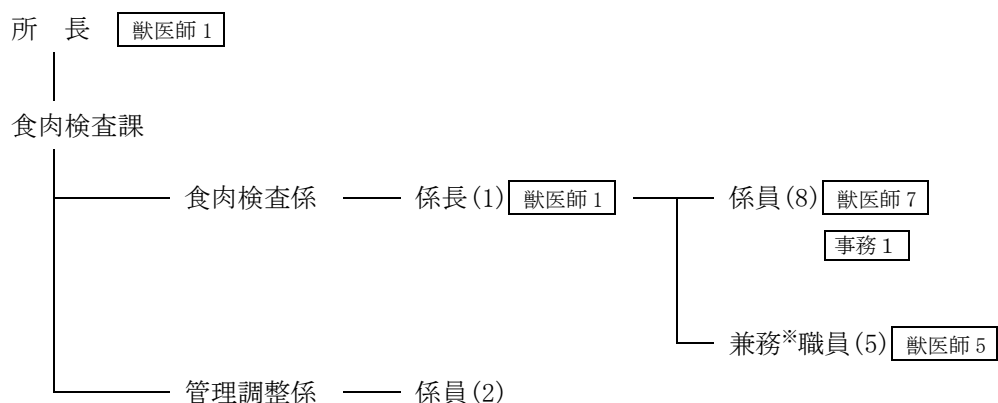 所　長　獣医師 1
食肉検査課
食肉検査係　係長(1)　獣医師 1　係員(8)　獣医師 7
事務 1
兼務※職員(5)　獣医師 5
管理調整係　係員(2)